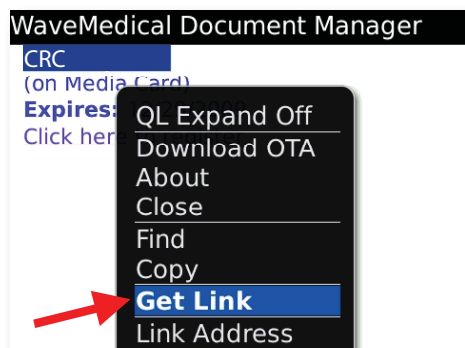 WaveMedical Document Manager
CRC
(on Media Card)
Expires:
Click here
QL Expand Off
Download OTA
About
Close
Find
Copy
Get Link
Link Address